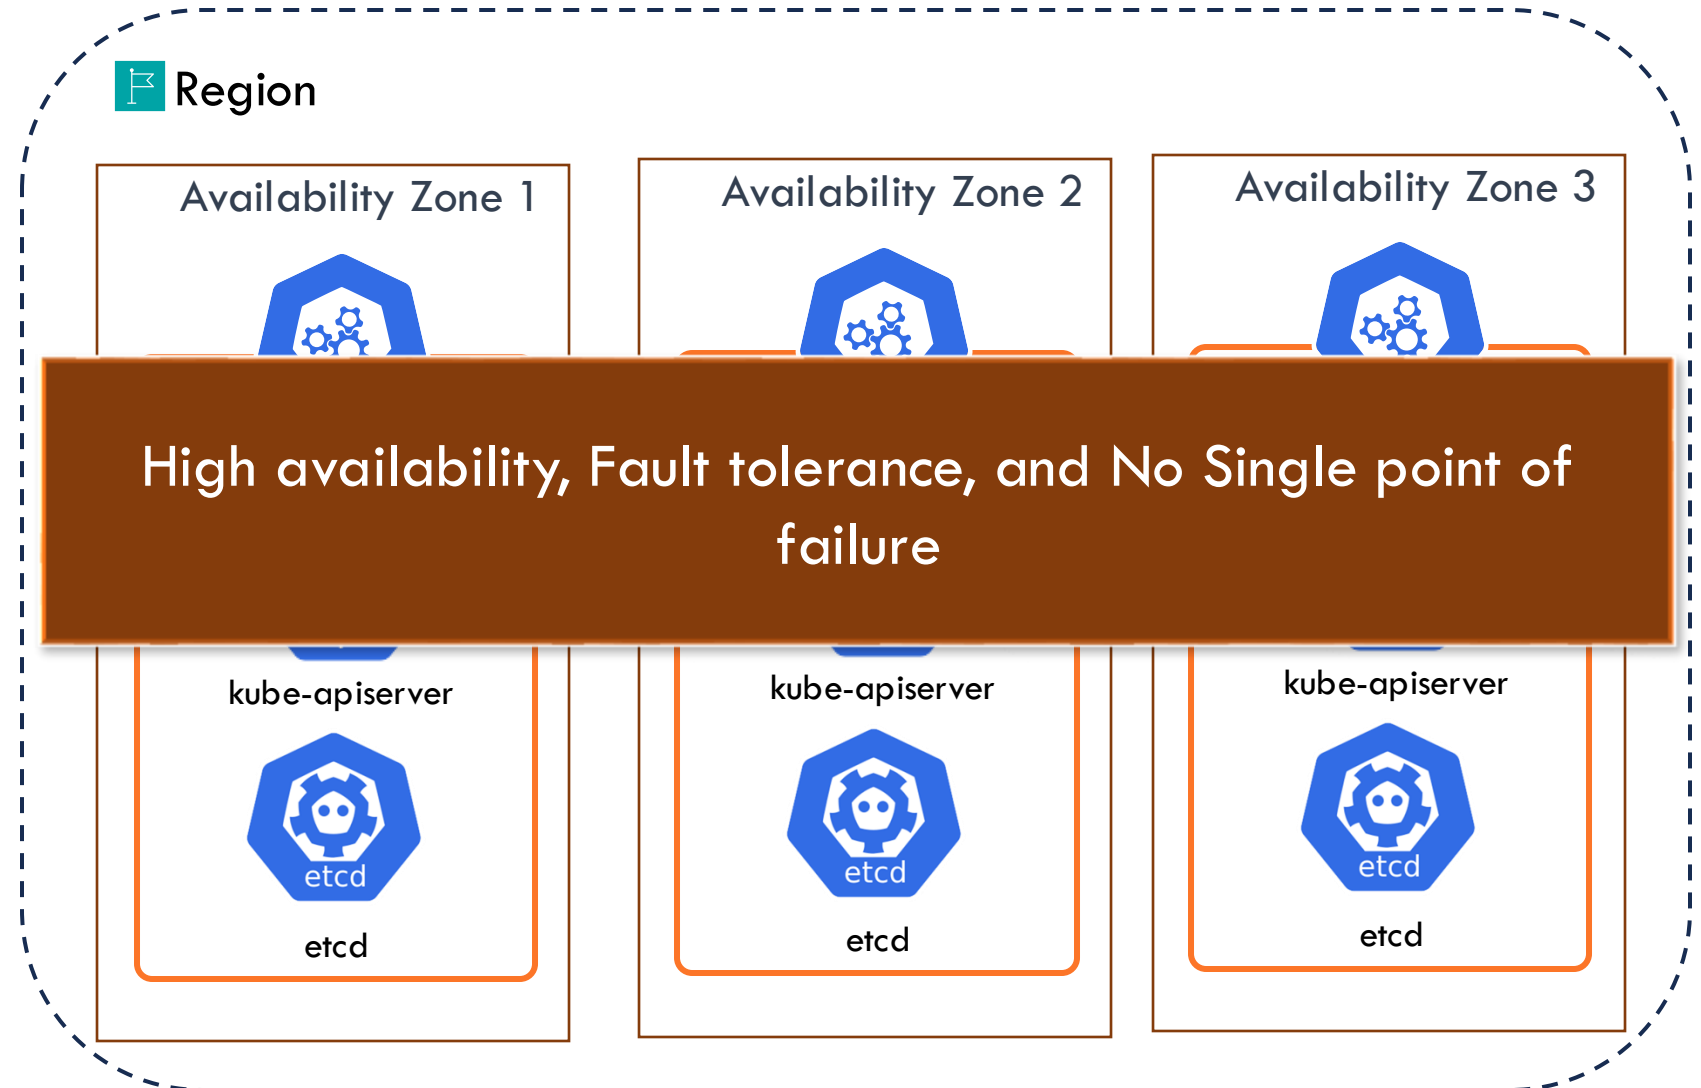 Region
Availability Zone 1
Availability Zone 2
Availability Zone 3
High availability, Fault tolerance, and No Single point of
failure
kube-apiserver
kube-apiserver
kube-apiserver
etcd
etcd
etcd
etcd
etcd
etcd